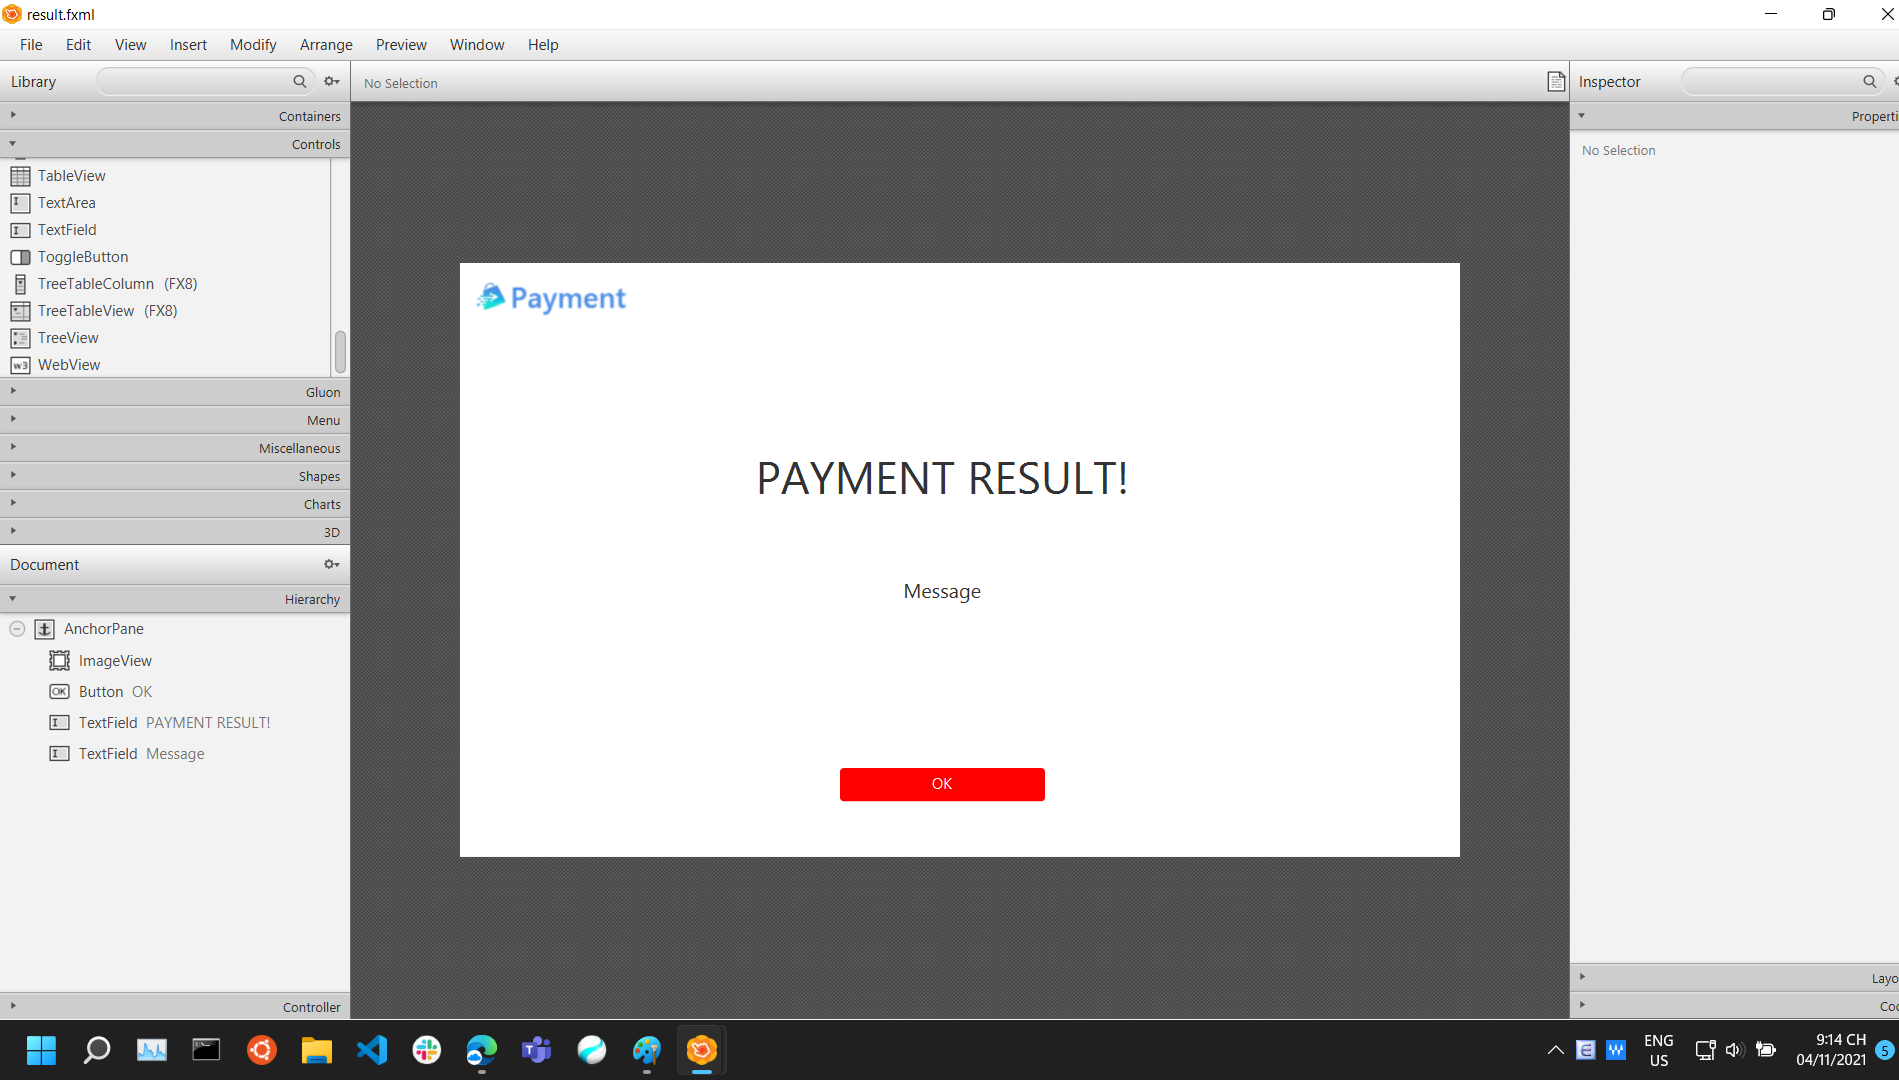 result.fxml
File Edit View Insert Modify Arrange Preview Window Help
Library
No Selection
Inspector
Containers
Controls
TableView
TextArea
TextField
ToggleButton
TreeTableColumn (FX8)
TreeTableView (FX8)
TreeView
w3 WebView
Gluon
Menu
Miscellaneous
Shapes
Charts
3D
Document
Hierarchy
AnchorPane
ImageView
OK Button OK
TextField PAYMENT RESULT!
TextField Message
Controller
Payment
PAYMENT RESULT!
Message
OK
Properti
No Selection
Layo
Coc
ENG
US
9:14 CH
04/11/2021
5